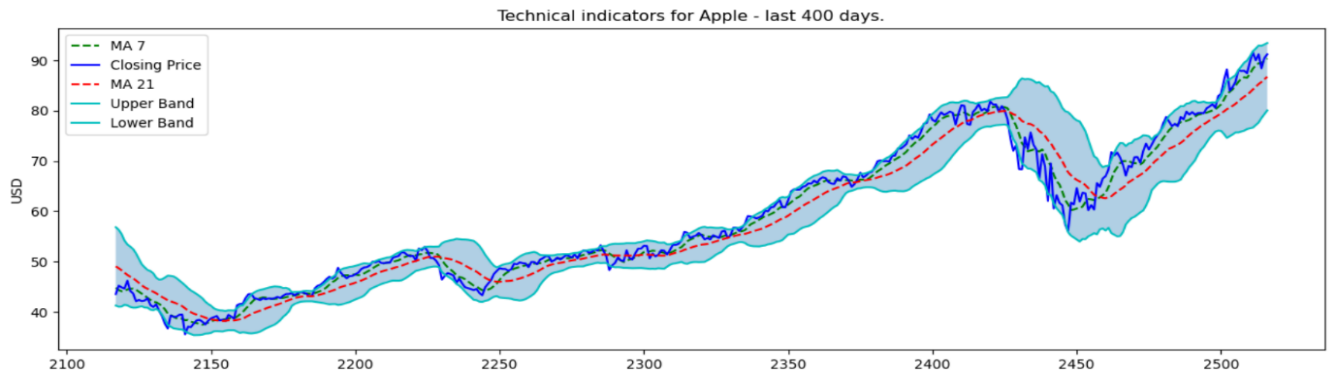 Technical indicators for Apple - last 400 days.
MA 7
Closing Price
MA 21
Upper Band
Lower Band
USD
90
80
70
60
50
40
2100 2150 2200 2250 2300 2350 2400 2450 2500